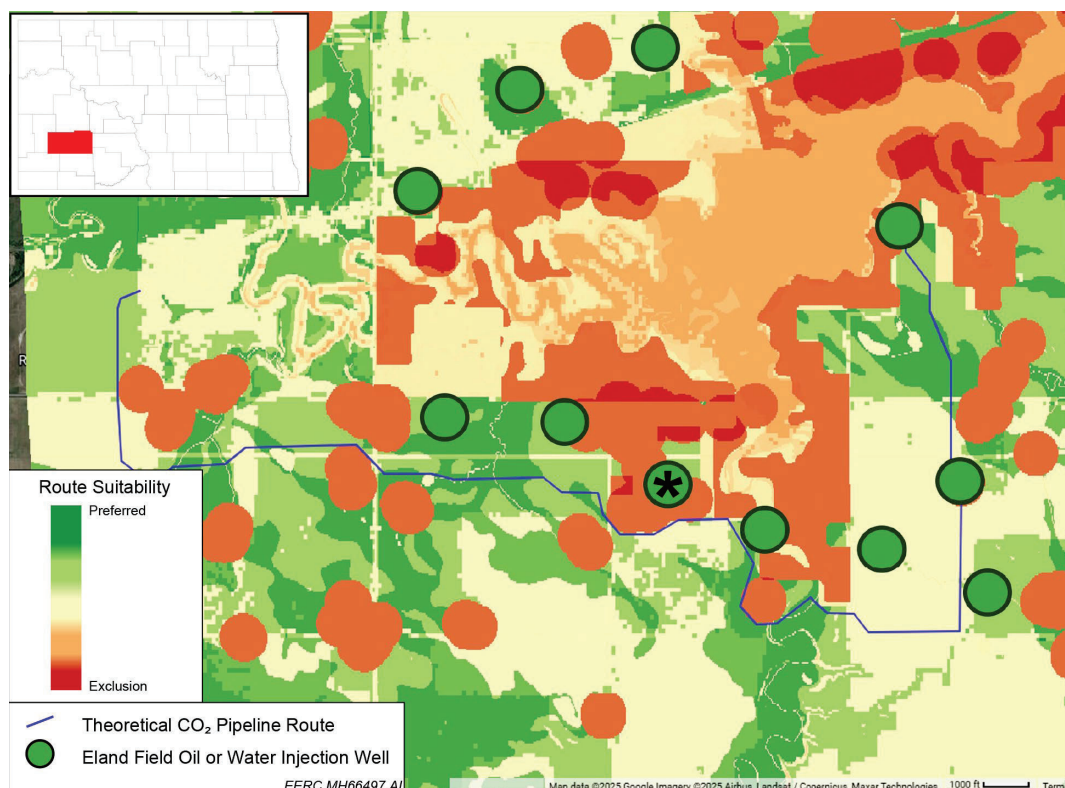 R
Route Suitability
Preferred
Exclusion
Theoretical CO₂ Pipeline Route
*
Eland Field Oil or Water Injection Well
EERC MH66497.AI
Map data ©2025 Google Imagery ©2025 Airbus, Landsat / Copernicus, Maxar Technologies
1000 ft
Term